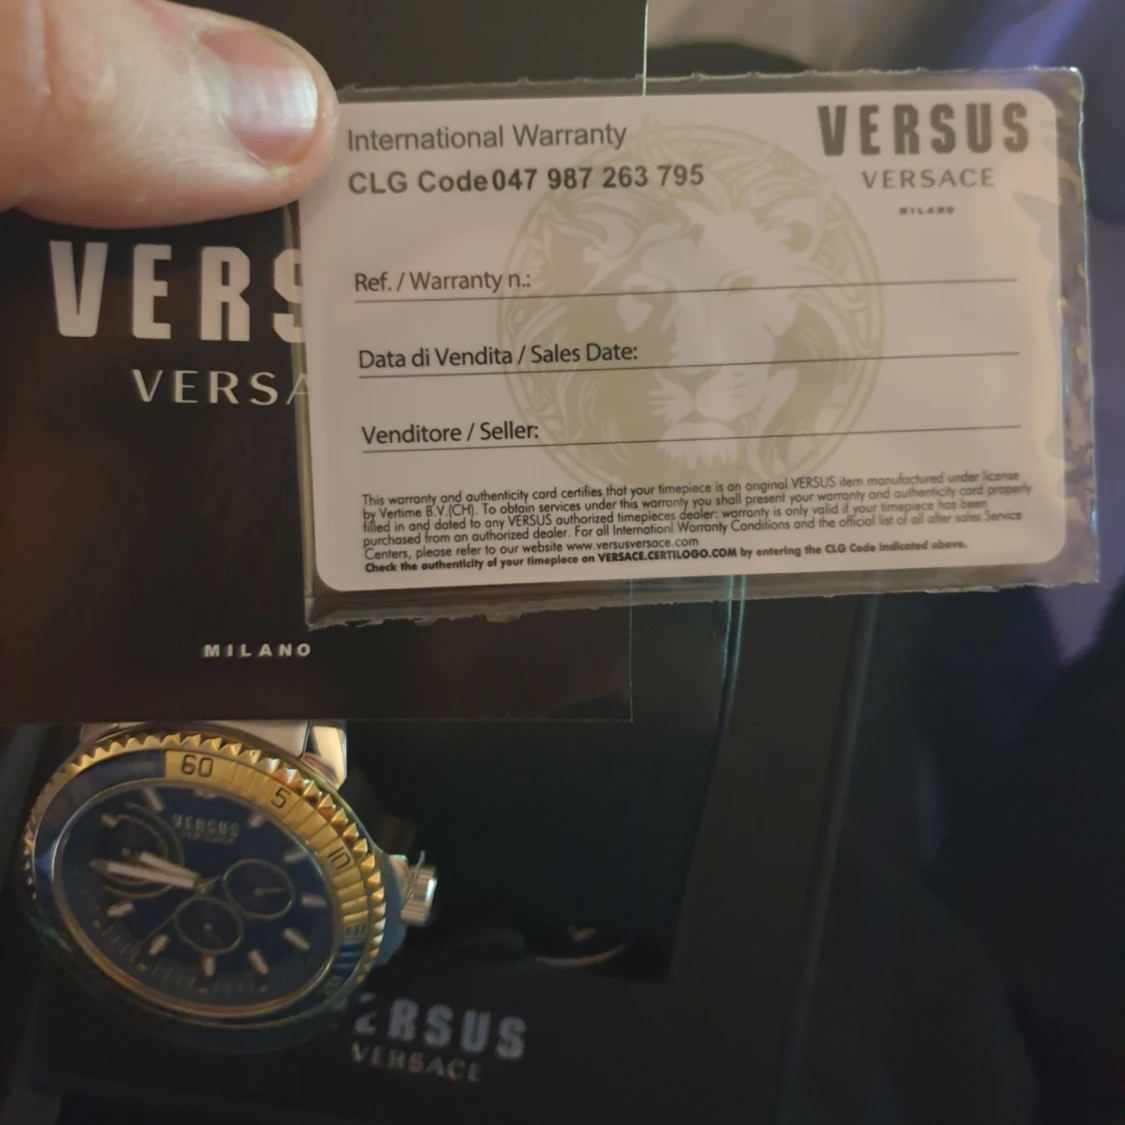 International Warranty
CLG Code 047 987 263 795
VERSUS
VERSACE
MILANO
Ref. / Warranty n.:
Data di Vendita / Sales Date:
Venditore / Seller:
This warranty and authenticity card certifies that your timepiece is an original VERSUS item manufactured under license
by Vertime B.V.(CH). To obtain services under this warranty you shall present your warranty and authenticity card properly
filled in and dated to any VERSUS authorized timepieces dealer: warranty is only valid if your timepiece has been
purchased from an authorized dealer. For all Internationl Warranty Conditions and the official list of all after sales Service
Centers, please refer to our website www.versusversace.com
Check the authenticity of your timepiece on VERSACE.CERTILOGO.COM by entering the CLG Code indicated above.
VERS
VERSA
MILANO
60
5
10
VERSUS
ERSUS
VERSACE